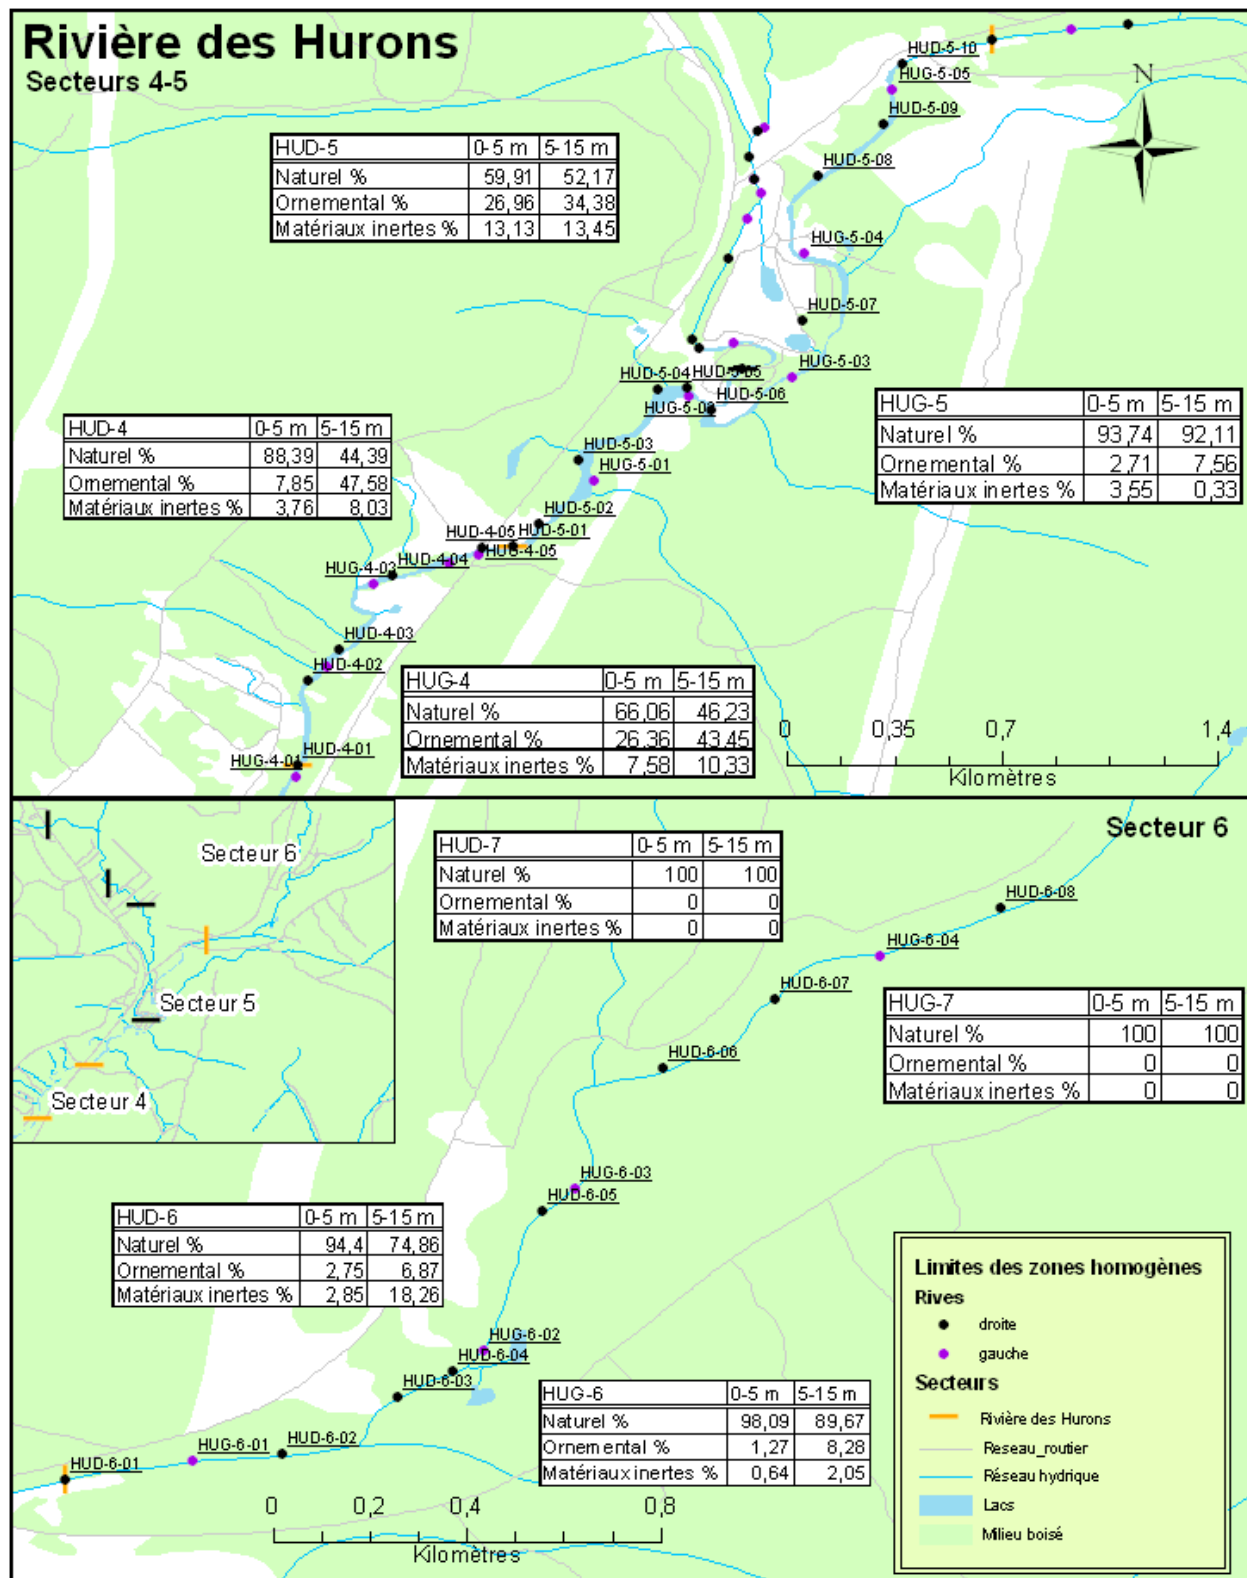 Rivière des Hurons
Secteurs 4-5
N
HUD-5-10
HUG-5-05
HUD-5-09
HUD-5-08
HUG-5-04
HUD-5-07
HUG-5-03
HUD-5-04
HUD-5-05
HUD-5-06
HUG-5-02
HUD-5-03
HUG-5-01
HUD-5-02
HUD-5-01
HUD-4-05
HUG-4-05
HUD-4-04
HUG-4-03
HUD-4-03
HUD-4-02
HUD-4-01
HUG-4-01
HUD-5 0-5 m 5-15 m
Naturel % 59,91 52,17
Ornemental % 26,96 34,38
Matériaux inertes % 13,13 13,45
HUG-5 0-5 m 5-15 m
Naturel % 93,74 92,11
Ornemental % 2,71 7,56
Matériaux inertes % 3,55 0,33
HUD-4 0-5 m 5-15 m
Naturel % 88,39 44,39
Ornemental % 7,85 47,58
Matériaux inertes % 3,76 8,03
HUG-4 0-5 m 5-15 m
Naturel % 66,06 46,23
Ornemental % 26,36 43,45
Matériaux inertes % 7,58 10,33
0 0,35 0,7 1,4
Kilomètres
Secteur 6
Secteur 6
Secteur 5
Secteur 4
HUD-7 0-5 m 5-15 m
Naturel % 100 100
Ornemental % 0 0
Matériaux inertes % 0 0
HUG-7 0-5 m 5-15 m
Naturel % 100 100
Ornemental % 0 0
Matériaux inertes % 0 0
HUD-6-08
HUG-6-04
HUD-6-07
HUD-6-06
HUG-6-03
HUD-6-05
HUG-6-02
HUD-6-04
HUD-6-03
HUD-6-02
HUG-6-01
HUD-6-01
HUD-6 0-5 m 5-15 m
Naturel % 94,4 74,86
Ornemental % 2,75 6,87
Matériaux inertes % 2,85 18,26
HUG-6 0-5 m 5-15 m
Naturel % 98,09 89,67
Ornemental % 1,27 8,28
Matériaux inertes % 0,64 2,05
0 0,2 0,4 0,8
Kilomètres
Limites des zones homogènes
Rives
droite
gauche
Secteurs
Rivière des Hurons
Reseau_routier
Réseau hydrique
Lacs
Milieu boisé